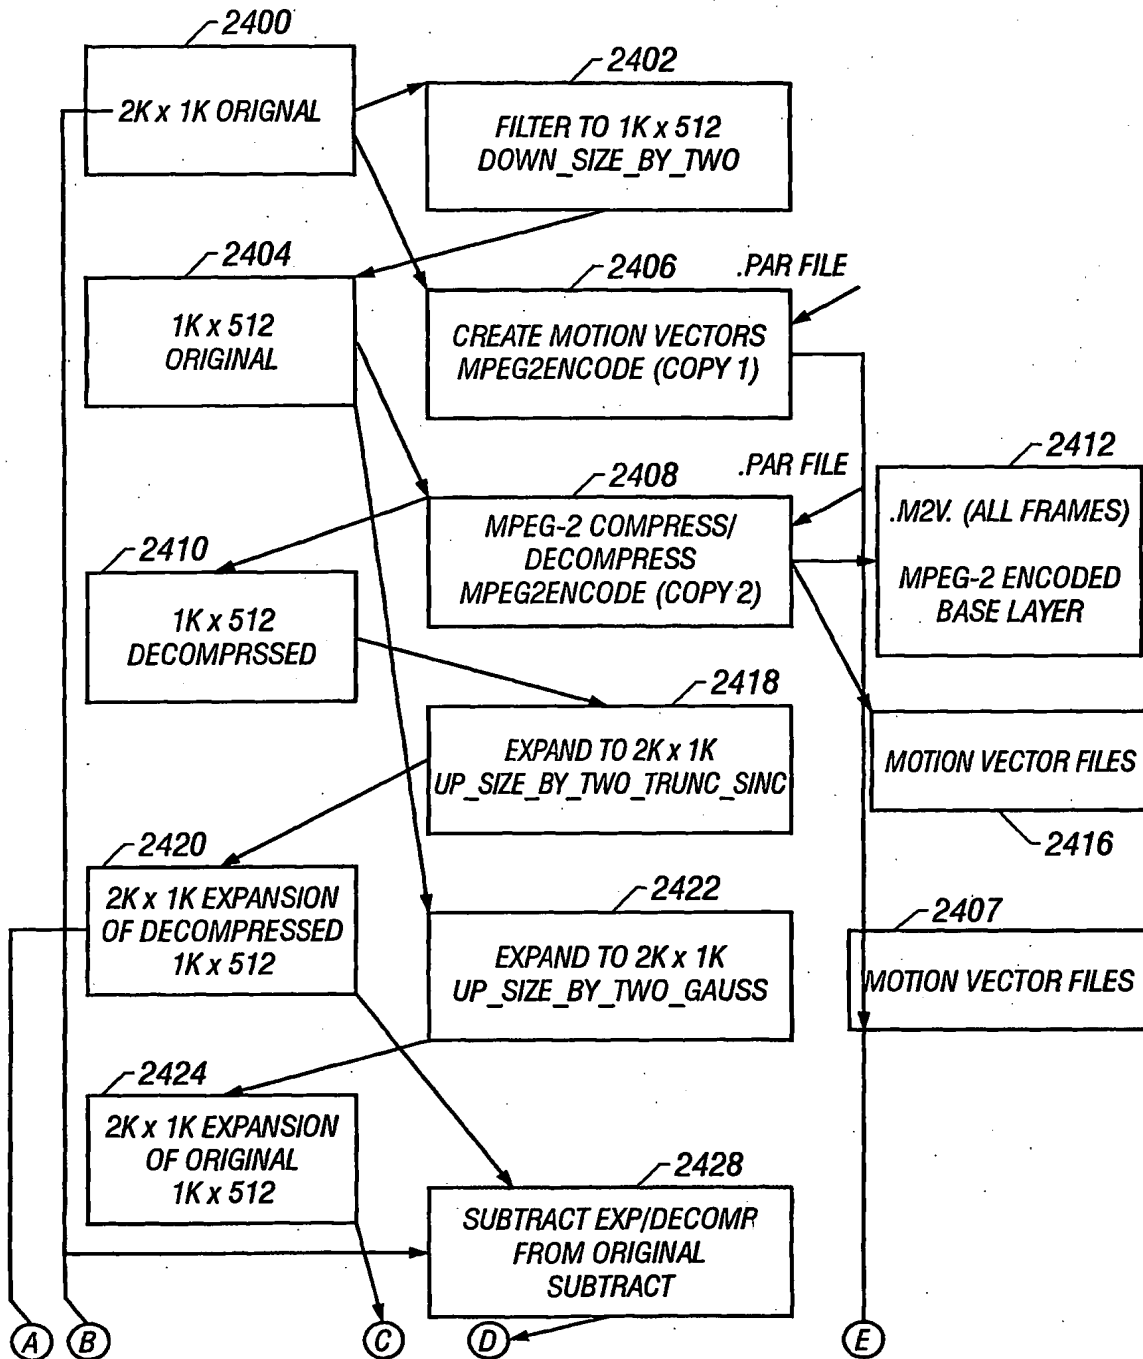 2400
2K x 1K ORIGNAL
2402
FILTER TO 1K x 512
DOWN_SIZE_BY_TWO
2404
1K x 512
ORIGINAL
2406
.PAR FILE
CREATE MOTION VECTORS
MPEG2ENCODE (COPY 1)
2408
.PAR FILE
MPEG-2 COMPRESS/
DECOMPRESS
MPEG2ENCODE (COPY 2)
2412
.M2V. (ALL FRAMES)
MPEG-2 ENCODED
BASE LAYER
2410
1K x 512
DECOMPRSSED
2418
EXPAND TO 2K x 1K
UP_SIZE_BY_TWO_TRUNC_SINC
MOTION VECTOR FILES
2416
2420
2K x 1K EXPANSION
OF DECOMPRESSED
1K x 512
2422
EXPAND TO 2K x 1K
UP_SIZE_BY_TWO_GAUSS
2407
MOTION VECTOR FILES
2424
2K x 1K EXPANSION
OF ORIGINAL
1K x 512
2428
SUBTRACT EXP/DECOMR
FROM ORIGINAL
SUBTRACT
A
B
C
D
E